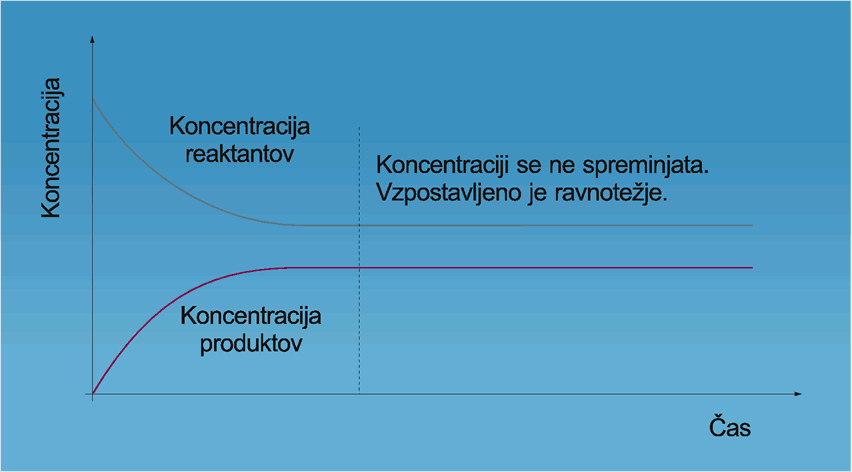 Koncentracija
Koncentracija
reaktantov
Koncentraciji se ne spreminjata.
Vzpostavljeno je ravnotežje.
Koncentracija
produktov
Čas